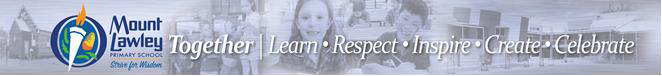 Mount
Lawley
PRIMARY SCHOOL
Strive for Wisdom
Together | Learn • Respect • Inspire • Create • Celebrate